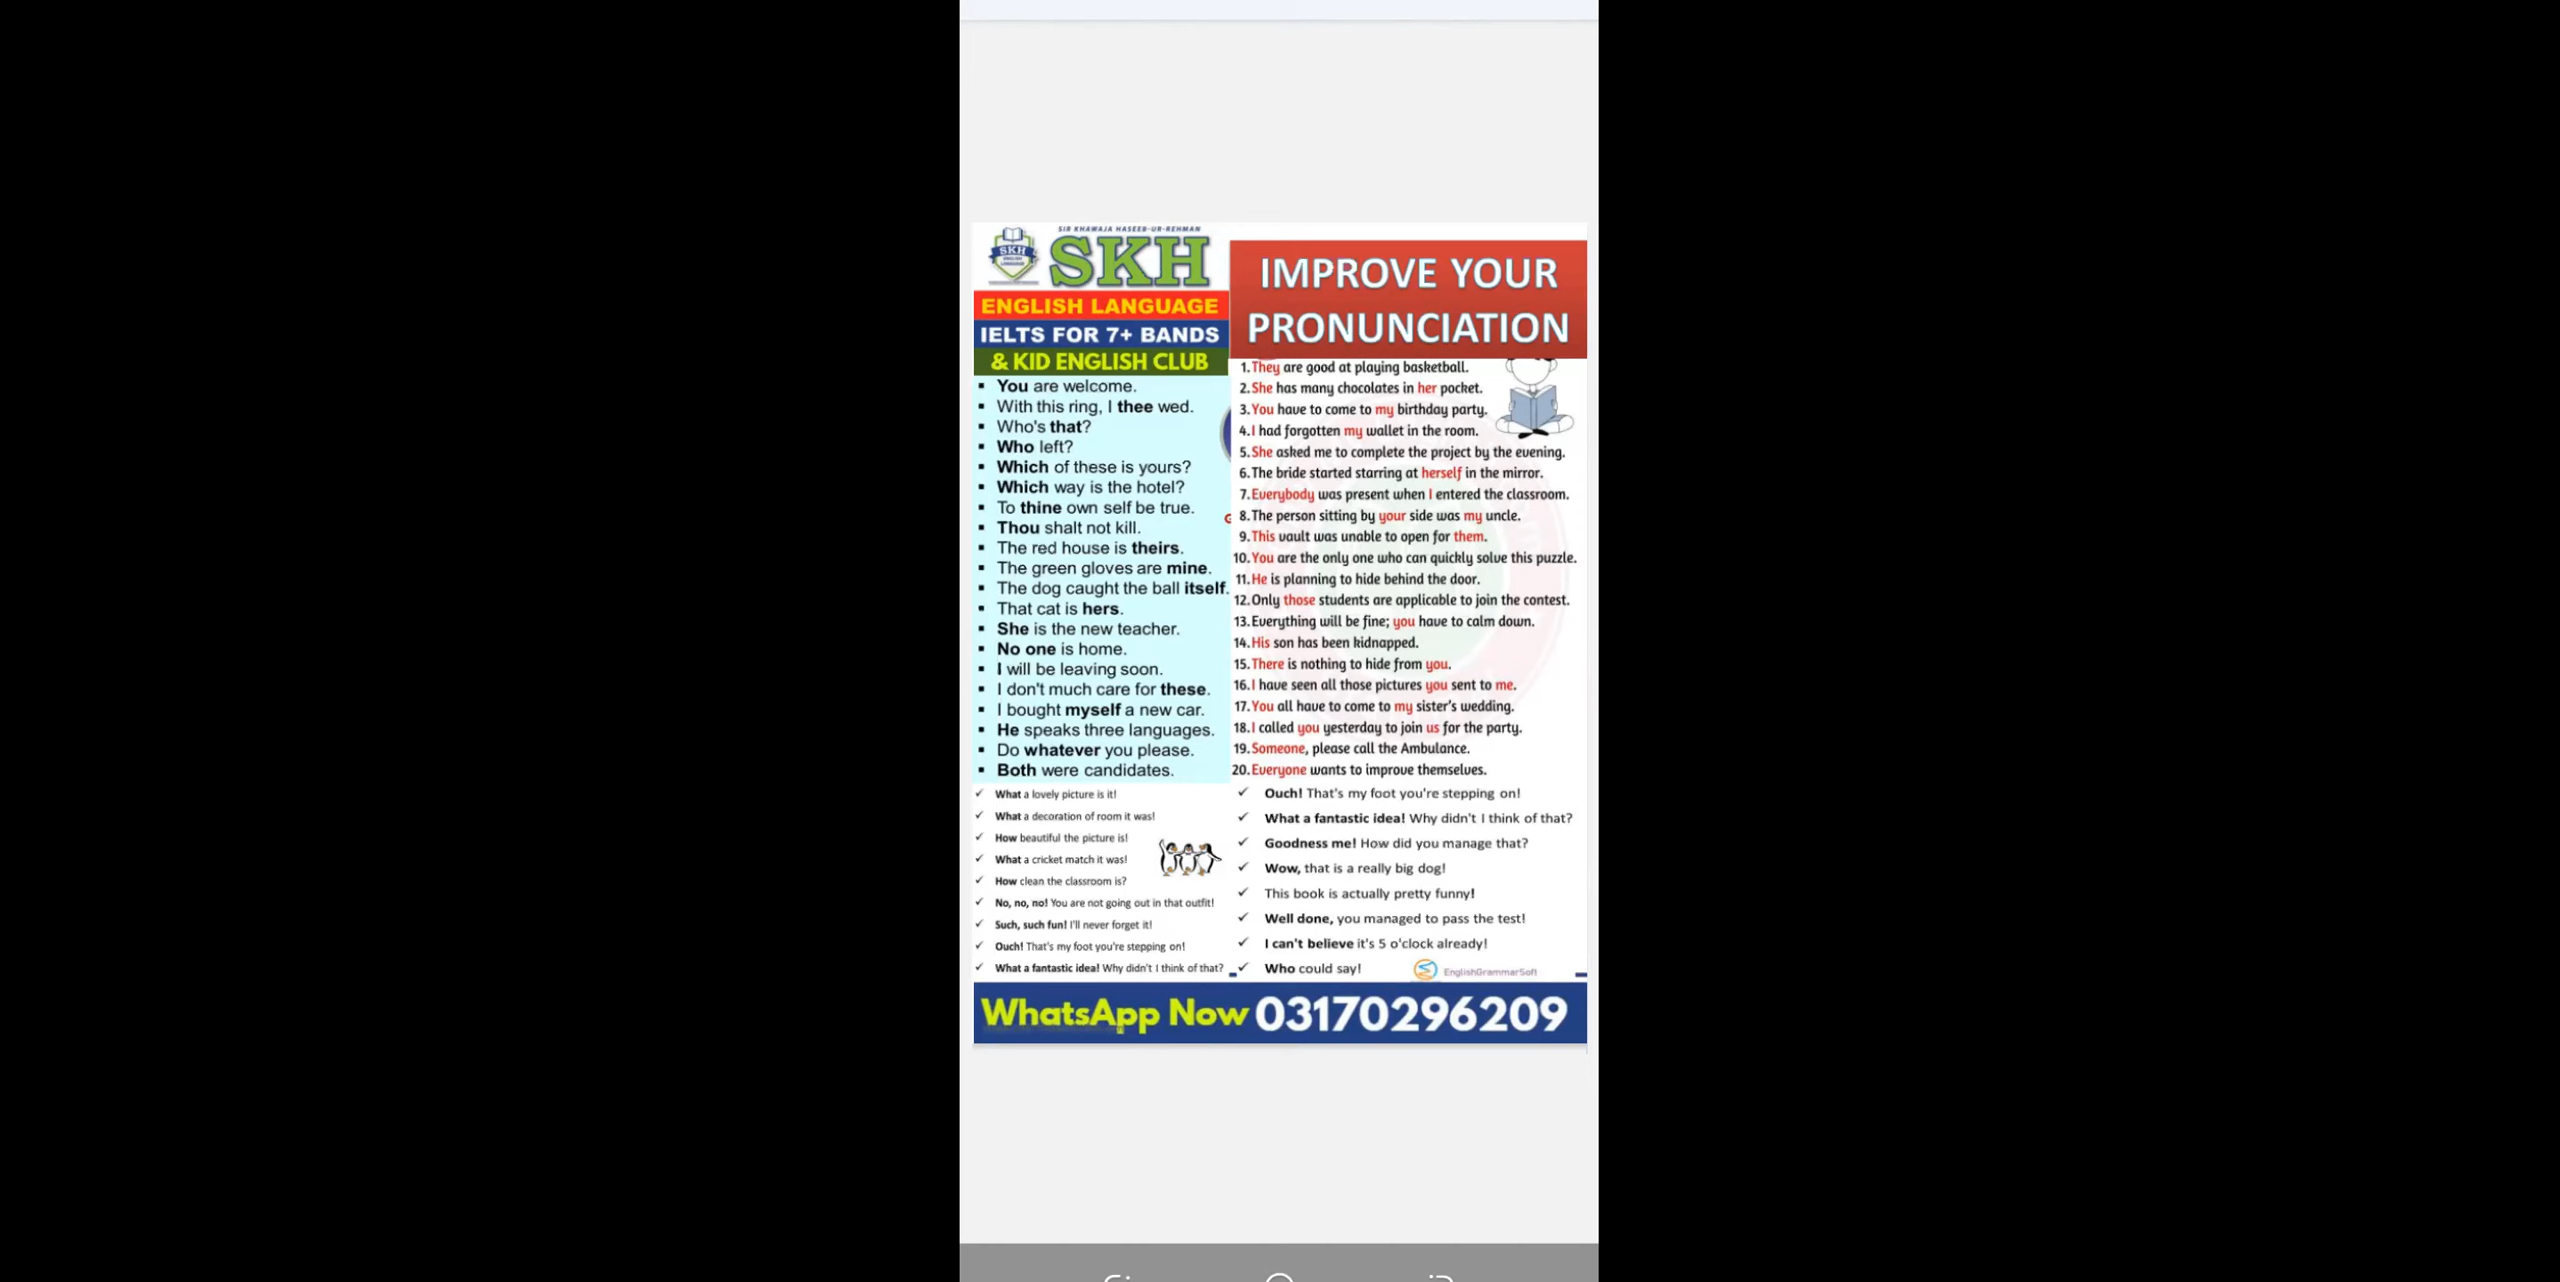 SIR KHAWAJA HASEEB-UR-REHMAN
SKH
ENGLISH
LANGUAGE
SKH
ENGLISH LANGUAGE
IELTS FOR 7+ BANDS
& KID ENGLISH CLUB
You are welcome.
With this ring, I thee wed.
Who's that?
Who left?
Which of these is yours?
Which way is the hotel?
To thine own self be true.
Thou shalt not kill.
The red house is theirs.
The green gloves are mine.
The dog caught the ball itself.
That cat is hers.
She is the new teacher.
No one is home.
I will be leaving soon.
I don't much care for these.
I bought myself a new car.
He speaks three languages.
Do whatever you please.
Both were candidates.
What a lovely picture is it!
What a decoration of room it was!
How beautiful the picture is!
What a cricket match it was!
How clean the classroom is?
No, no, no! You are not going out in that outfit!
Such, such fun! I'll never forget it!
Ouch! That's my foot you're stepping on!
What a fantastic idea! Why didn't I think of that?
IMPROVE YOUR
PRONUNCIATION
1. They are good at playing basketball.
2. She has many chocolates in her pocket.
3. You have to come to my birthday party.
4. I had forgotten my wallet in the room.
5. She asked me to complete the project by the evening.
6. The bride started starring at herself in the mirror.
7. Everybody was present when I entered the classroom.
8. The person sitting by your side was my uncle.
9. This vault was unable to open for them.
10. You are the only one who can quickly solve this puzzle.
11. He is planning to hide behind the door.
12. Only those students are applicable to join the contest.
13. Everything will be fine; you have to calm down.
14. His son has been kidnapped.
15. There is nothing to hide from you.
16. I have seen all those pictures you sent to me.
17. You all have to come to my sister's wedding.
18. I called you yesterday to join us for the party.
19. Someone, please call the Ambulance.
20. Everyone wants to improve themselves.
Ouch! That's my foot you're stepping on!
What a fantastic idea! Why didn't I think of that?
Goodness me! How did you manage that?
Wow, that is a really big dog!
This book is actually pretty funny!
Well done, you managed to pass the test!
I can't believe it's 5 o'clock already!
Who could say!
EnglishGrammarSoft
WhatsApp Now 03170296209